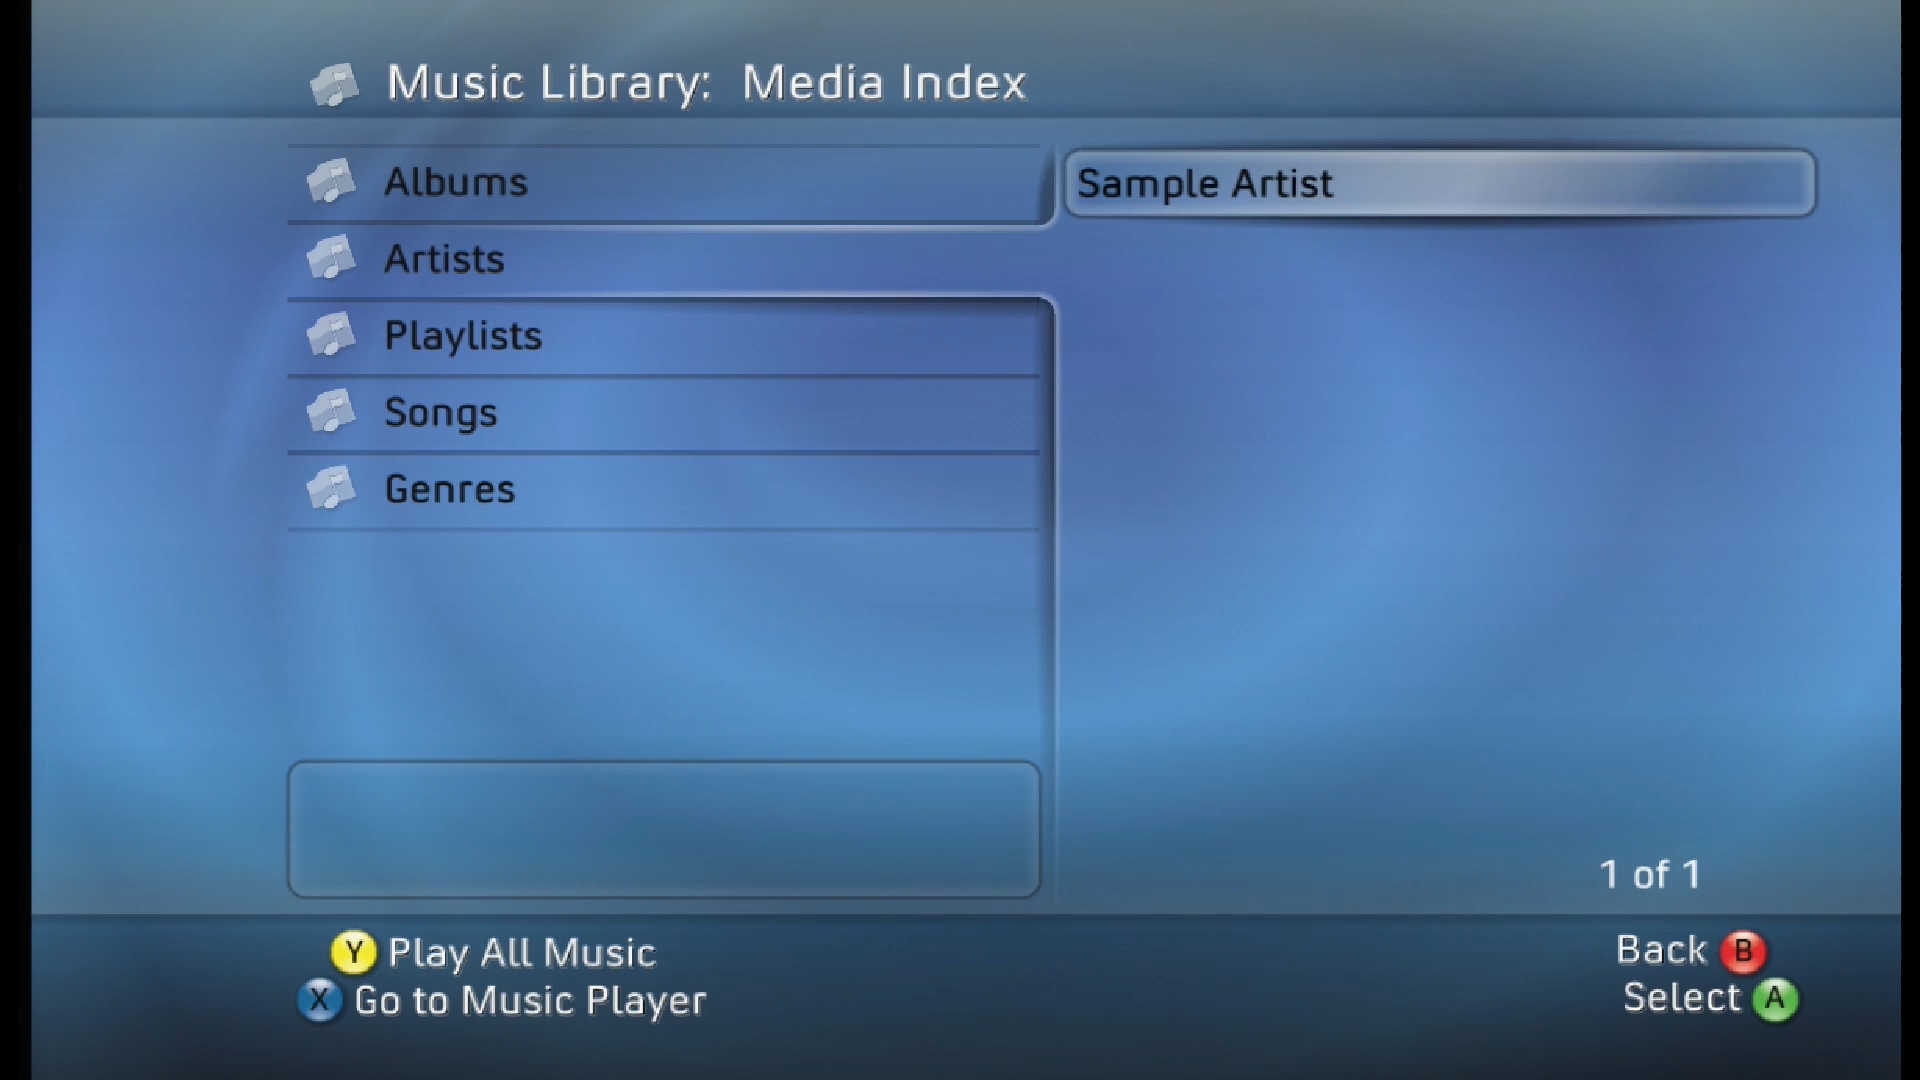 Music Library: Media Index
Albums
Artists
Playlists
Songs
Genres
Sample Artist
1 of 1
Y Play All Music
X Go to Music Player
Back B
Select A